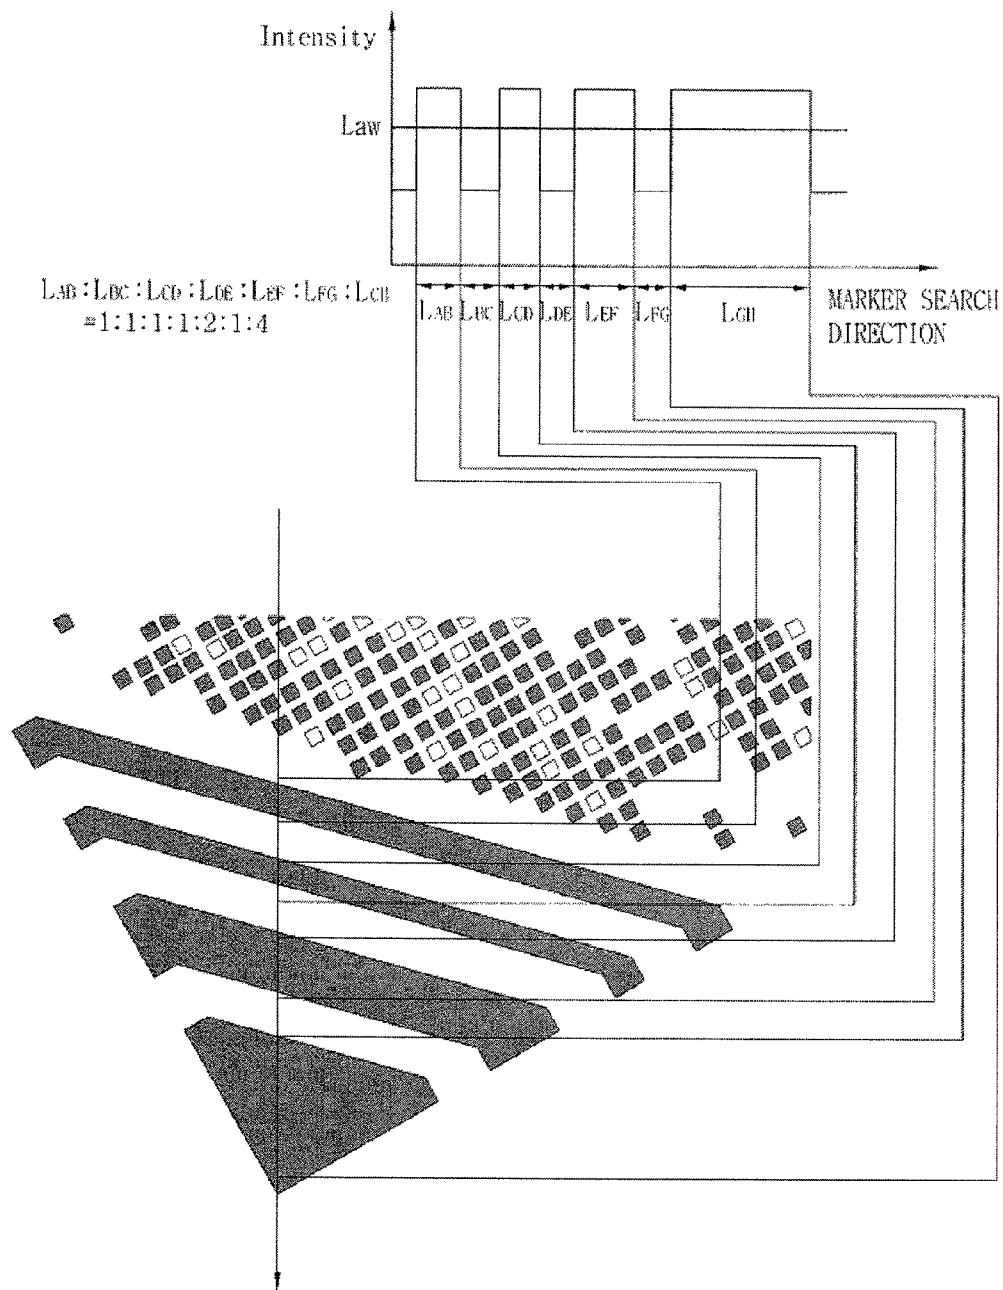 Intensity
Law
LAB:LBC:LCD:LDE:LEF:LFG:LCH
=1:1:1:1:2:1:4
LAB LBC LCD LDE LEF LFG LGH
MARKER SEARCH
DIRECTION